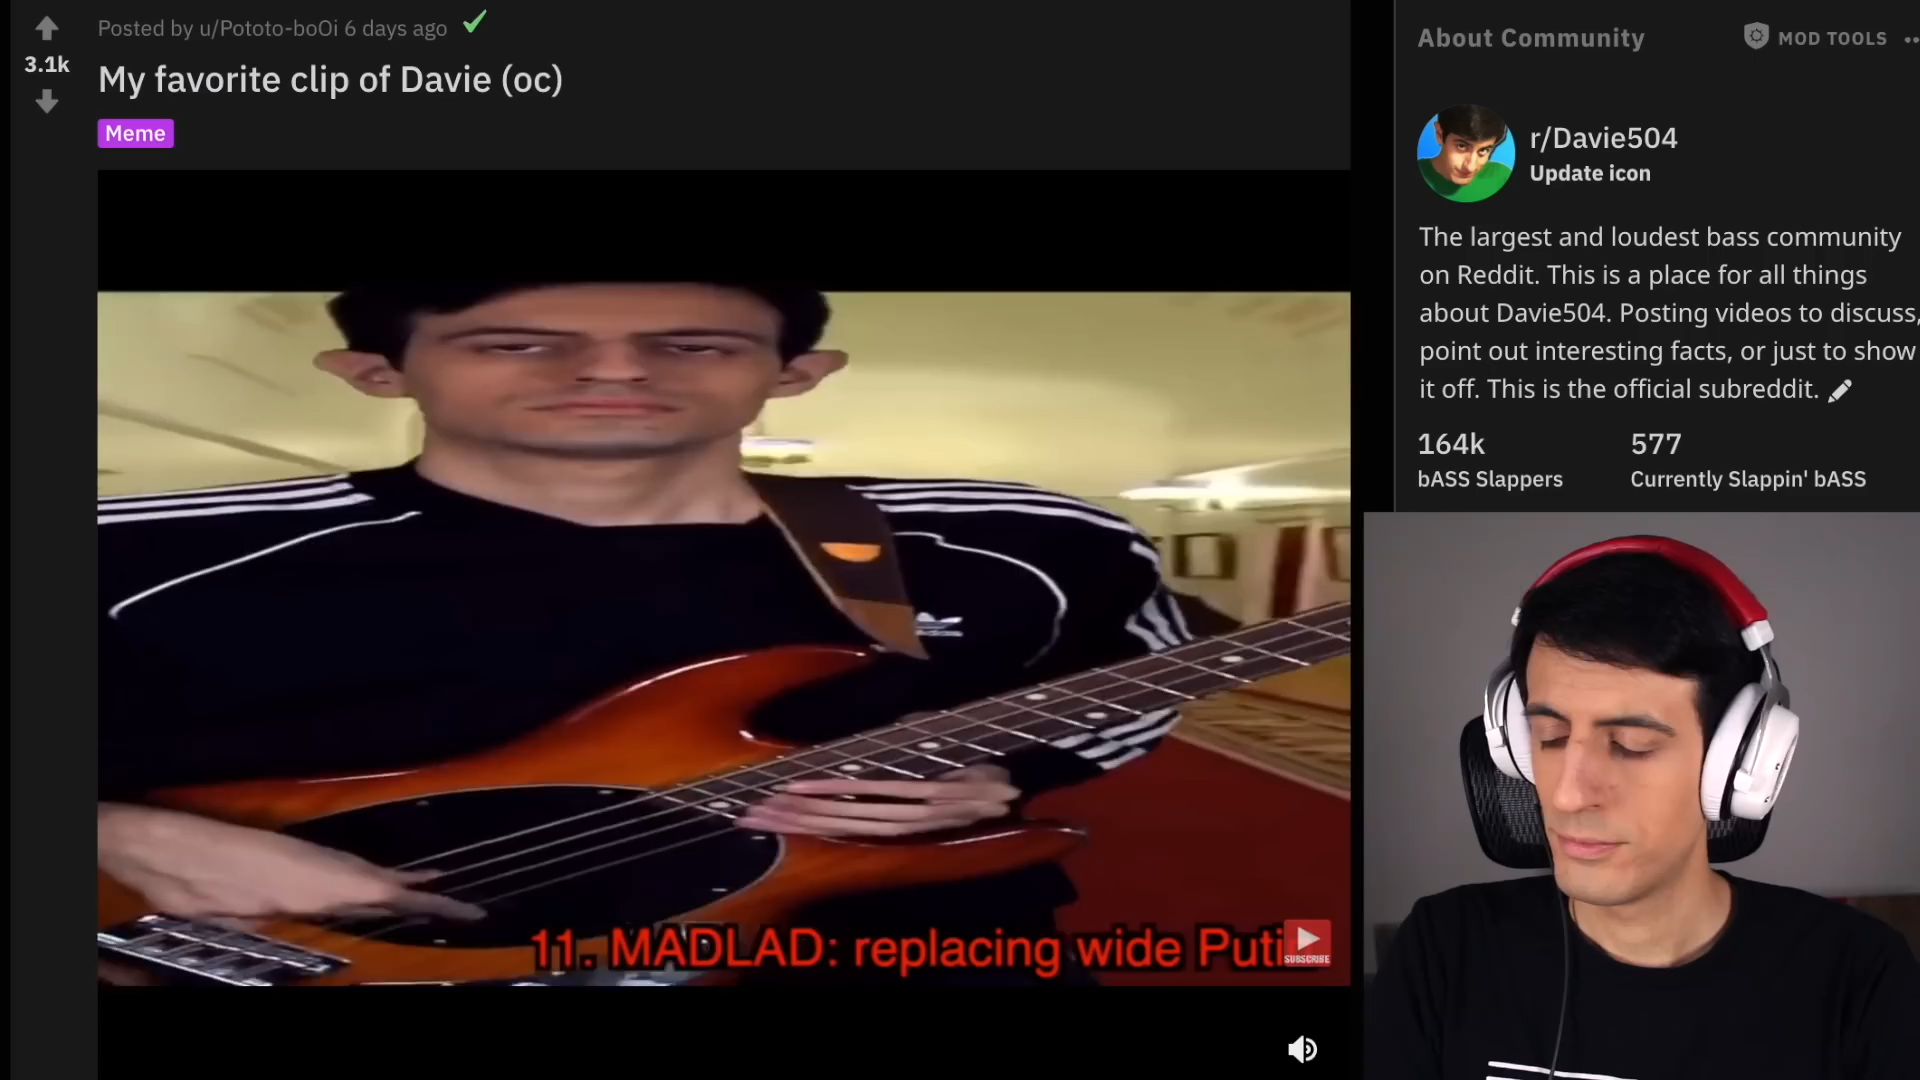 Posted by u/Pototo-boOi 6 days ago
3.1k
My favorite clip of Davie (oc)
Meme
11. MADLAD: replacing wide Puti
SUBSCRIBE
About Community
MOD TOOLS
r/Davie504
Update icon
The largest and loudest bass community
on Reddit. This is a place for all things
about Davie504. Posting videos to discuss,
point out interesting facts, or just to show
it off. This is the official subreddit.
164k
577
bASS Slappers
Currently Slappin' bASS